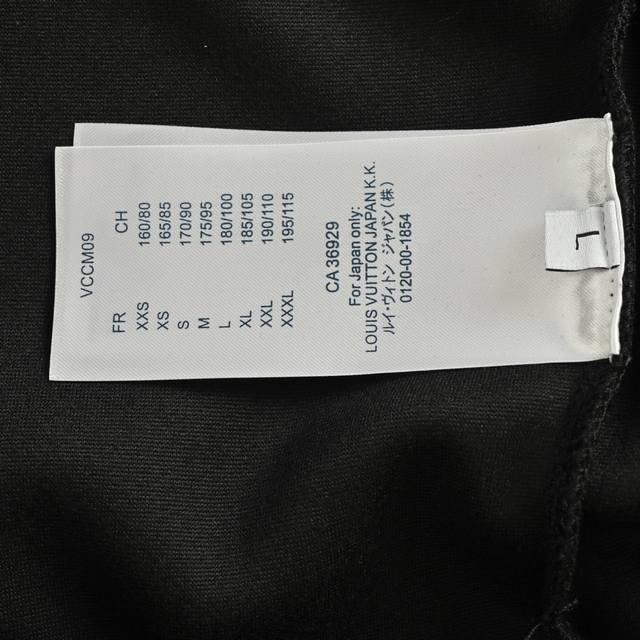 VCCM09
FR CH
XXS 160/80
XS 165/85
S 170/90
M 175/95
L 180/100
XL 185/105
XXL 190/110
XXXL 195/115
CA 36929
For Japan only:
LOUIS VUITTON JAPAN K.K.
ルイ・ヴィトン ジャパン(株)
0120-00-1854
L